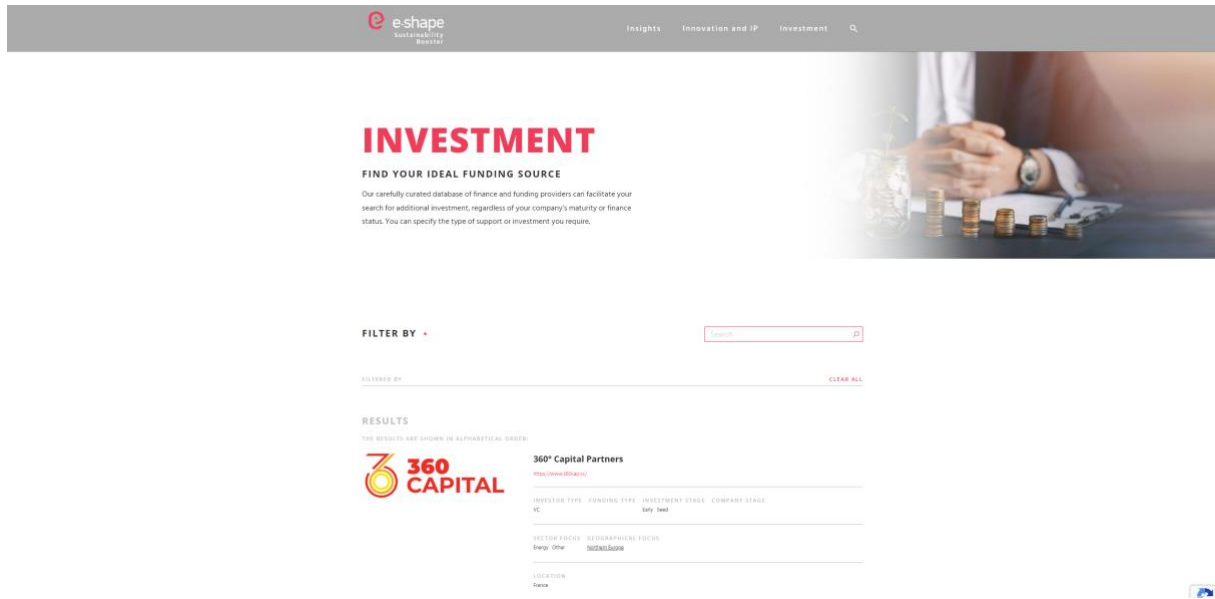 e-shape
Sustainability
Booster
Insights Innovation and IP Investment
INVESTMENT
FIND YOUR IDEAL FUNDING SOURCE
Our carefully curated database of finance and funding providers can facilitate your
search for additional investment, regardless of your company's maturity or finance
status. You can specify the type of support or investment you require.
FILTER BY
Search
FILTERED BY
CLEAR ALL
RESULTS
THE RESULTS ARE SHOWN IN ALPHABETICAL ORDER:
360 CAPITAL
360° Capital Partners
INVESTOR TYPE FUNDING TYPE INVESTMENT STAGE COMPANY STAGE
VC Early Seed
SECTOR FOCUS GEOGRAPHICAL FOCUS
Energy Other Northern Europe
LOCATION
France